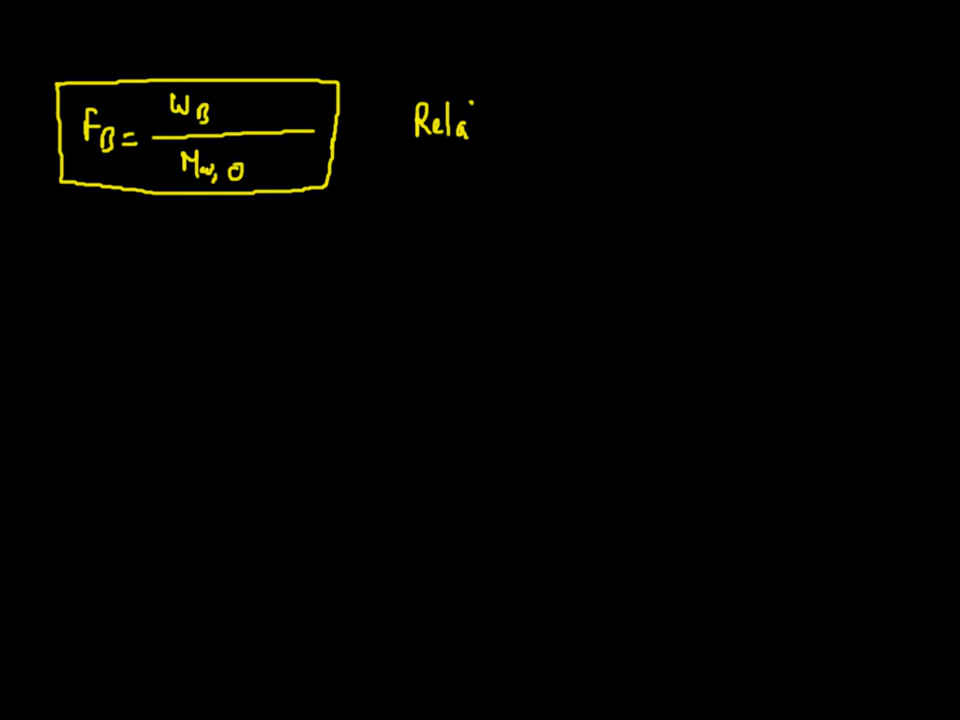 F_B = w_B / M_w,0
Rela